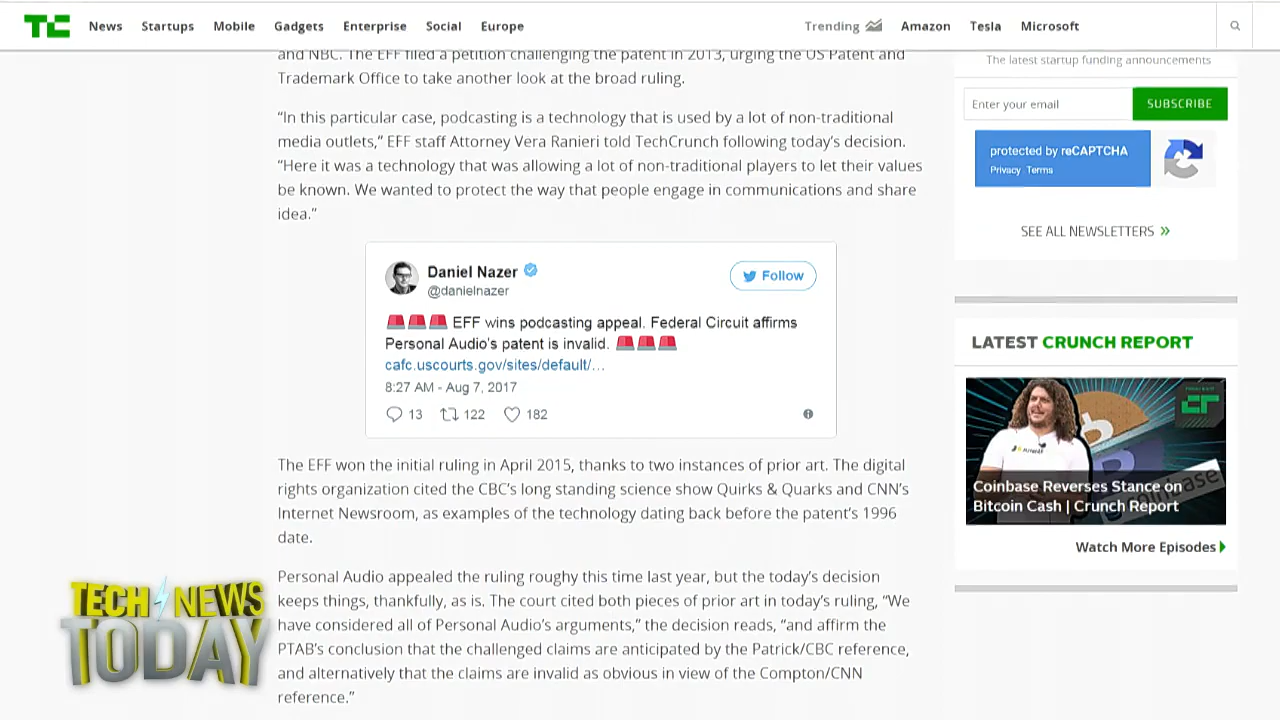 TC News Startups Mobile Gadgets Enterprise Social Europe Trending Amazon Tesla Microsoft
and NBC. The EFF filed a petition challenging the patent in 2013, urging the US Patent and
Trademark Office to take another look at the broad ruling.
“In this particular case, podcasting is a technology that is used by a lot of non-traditional
media outlets,” EFF staff Attorney Vera Ranieri told TechCrunch following today’s decision.
“Here it was a technology that was allowing a lot of non-traditional players to let their values
be known. We wanted to protect the way that people engage in communications and share
idea.”
Daniel Nazer
@danielnazer
Follow
🚨🚨🚨 EFF wins podcasting appeal. Federal Circuit affirms
Personal Audio's patent is invalid. 🚨🚨🚨
cafc.uscourts.gov/sites/default/…
8:27 AM - Aug 7, 2017
13 122 182
The EFF won the initial ruling in April 2015, thanks to two instances of prior art. The digital
rights organization cited the CBC’s long standing science show Quirks & Quarks and CNN’s
Internet Newsroom, as examples of the technology dating back before the patent’s 1996
date.
Personal Audio appealed the ruling roughy this time last year, but the today’s decision
keeps things, thankfully, as is. The court cited both pieces of prior art in today’s ruling, “We
have considered all of Personal Audio’s arguments,” the decision reads, “and affirm the
PTAB’s conclusion that the challenged claims are anticipated by the Patrick/CBC reference,
and alternatively that the claims are invalid as obvious in view of the Compton/CNN
reference.”
The latest startup funding announcements
Enter your email
SUBSCRIBE
protected by reCAPTCHA
Privacy Terms
SEE ALL NEWSLETTERS »
LATEST CRUNCH REPORT
Coinbase Reverses Stance on
Bitcoin Cash | Crunch Report
Watch More Episodes
TECH NEWS
TODAY